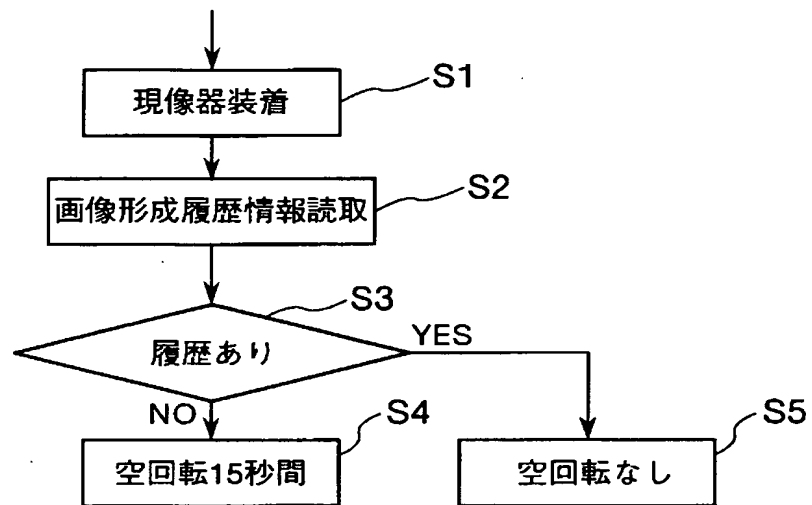 S1
現像器装着
S2
画像形成履歴情報読取
S3
履歴あり
YES
NO
S4
空回転15秒間
S5
空回転なし